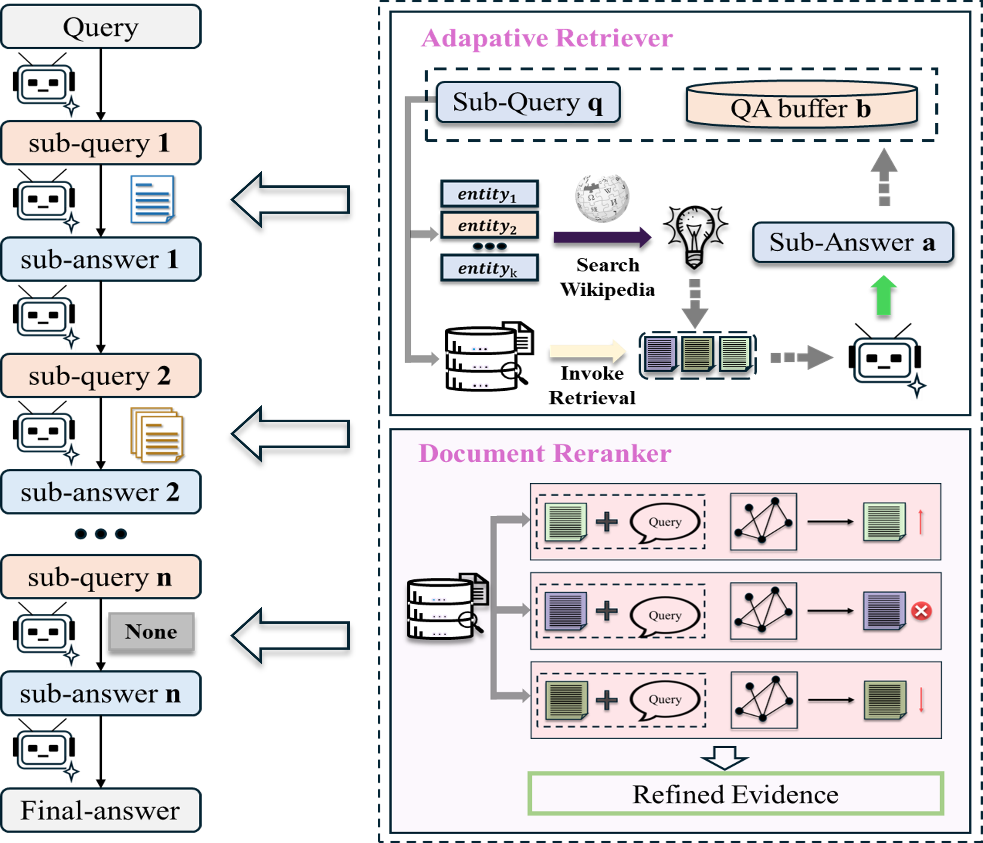 Query
sub-query 1
sub-answer 1
sub-query 2
sub-answer 2
sub-query n
None
sub-answer n
Final-answer
Adapative Retriever
Sub-Query q
QA buffer b
entity1
entity2
entityk
Search
Wikipedia
Sub-Answer a
Invoke
Retrieval
Document Reranker
Query
Query
Query
Refined Evidence